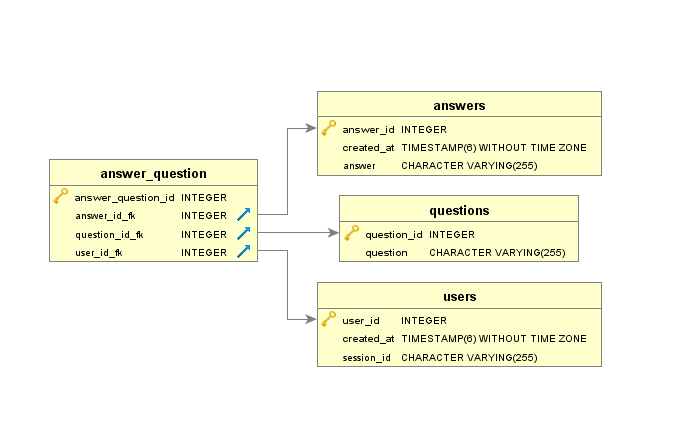 answers
answer_id INTEGER
created_at TIMESTAMP(6) WITHOUT TIME ZONE
answer CHARACTER VARYING(255)
answer_question
answer_question_id INTEGER
answer_id_fk INTEGER
question_id_fk INTEGER
user_id_fk INTEGER
questions
question_id INTEGER
question CHARACTER VARYING(255)
users
user_id INTEGER
created_at TIMESTAMP(6) WITHOUT TIME ZONE
session_id CHARACTER VARYING(255)